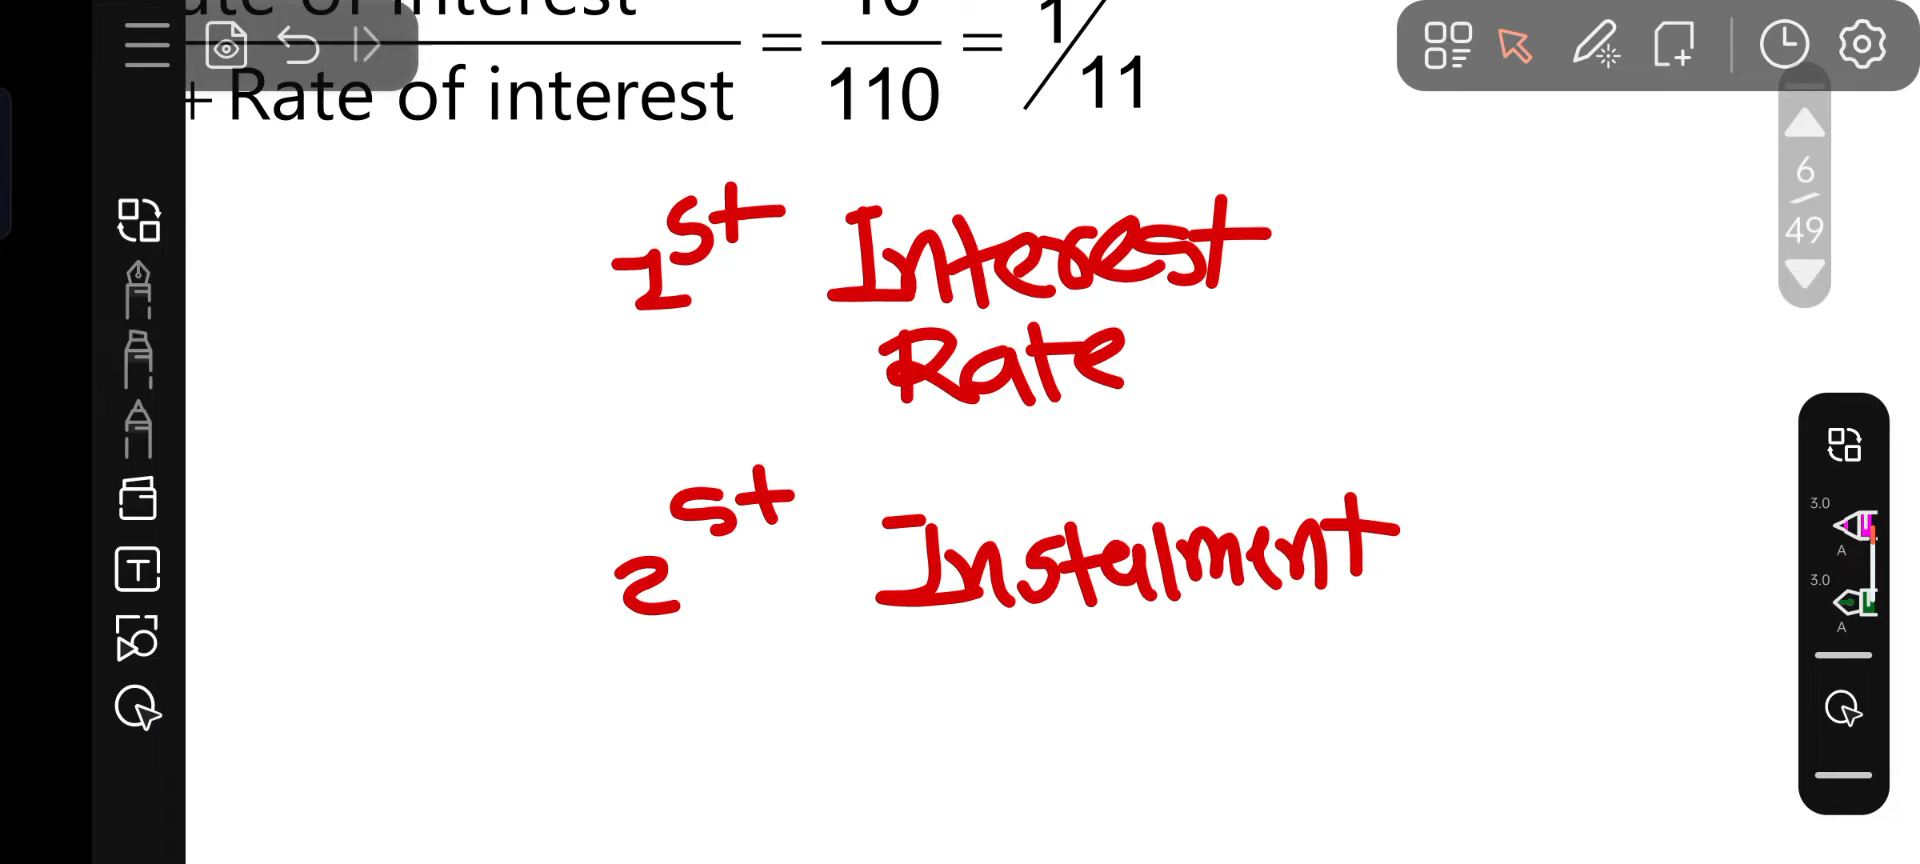 ate of interest = 10 = 1/11
+Rate of interest 110
1st Interest
Rate
2st Instalment
6
49
3.0
A
3.0
A
T